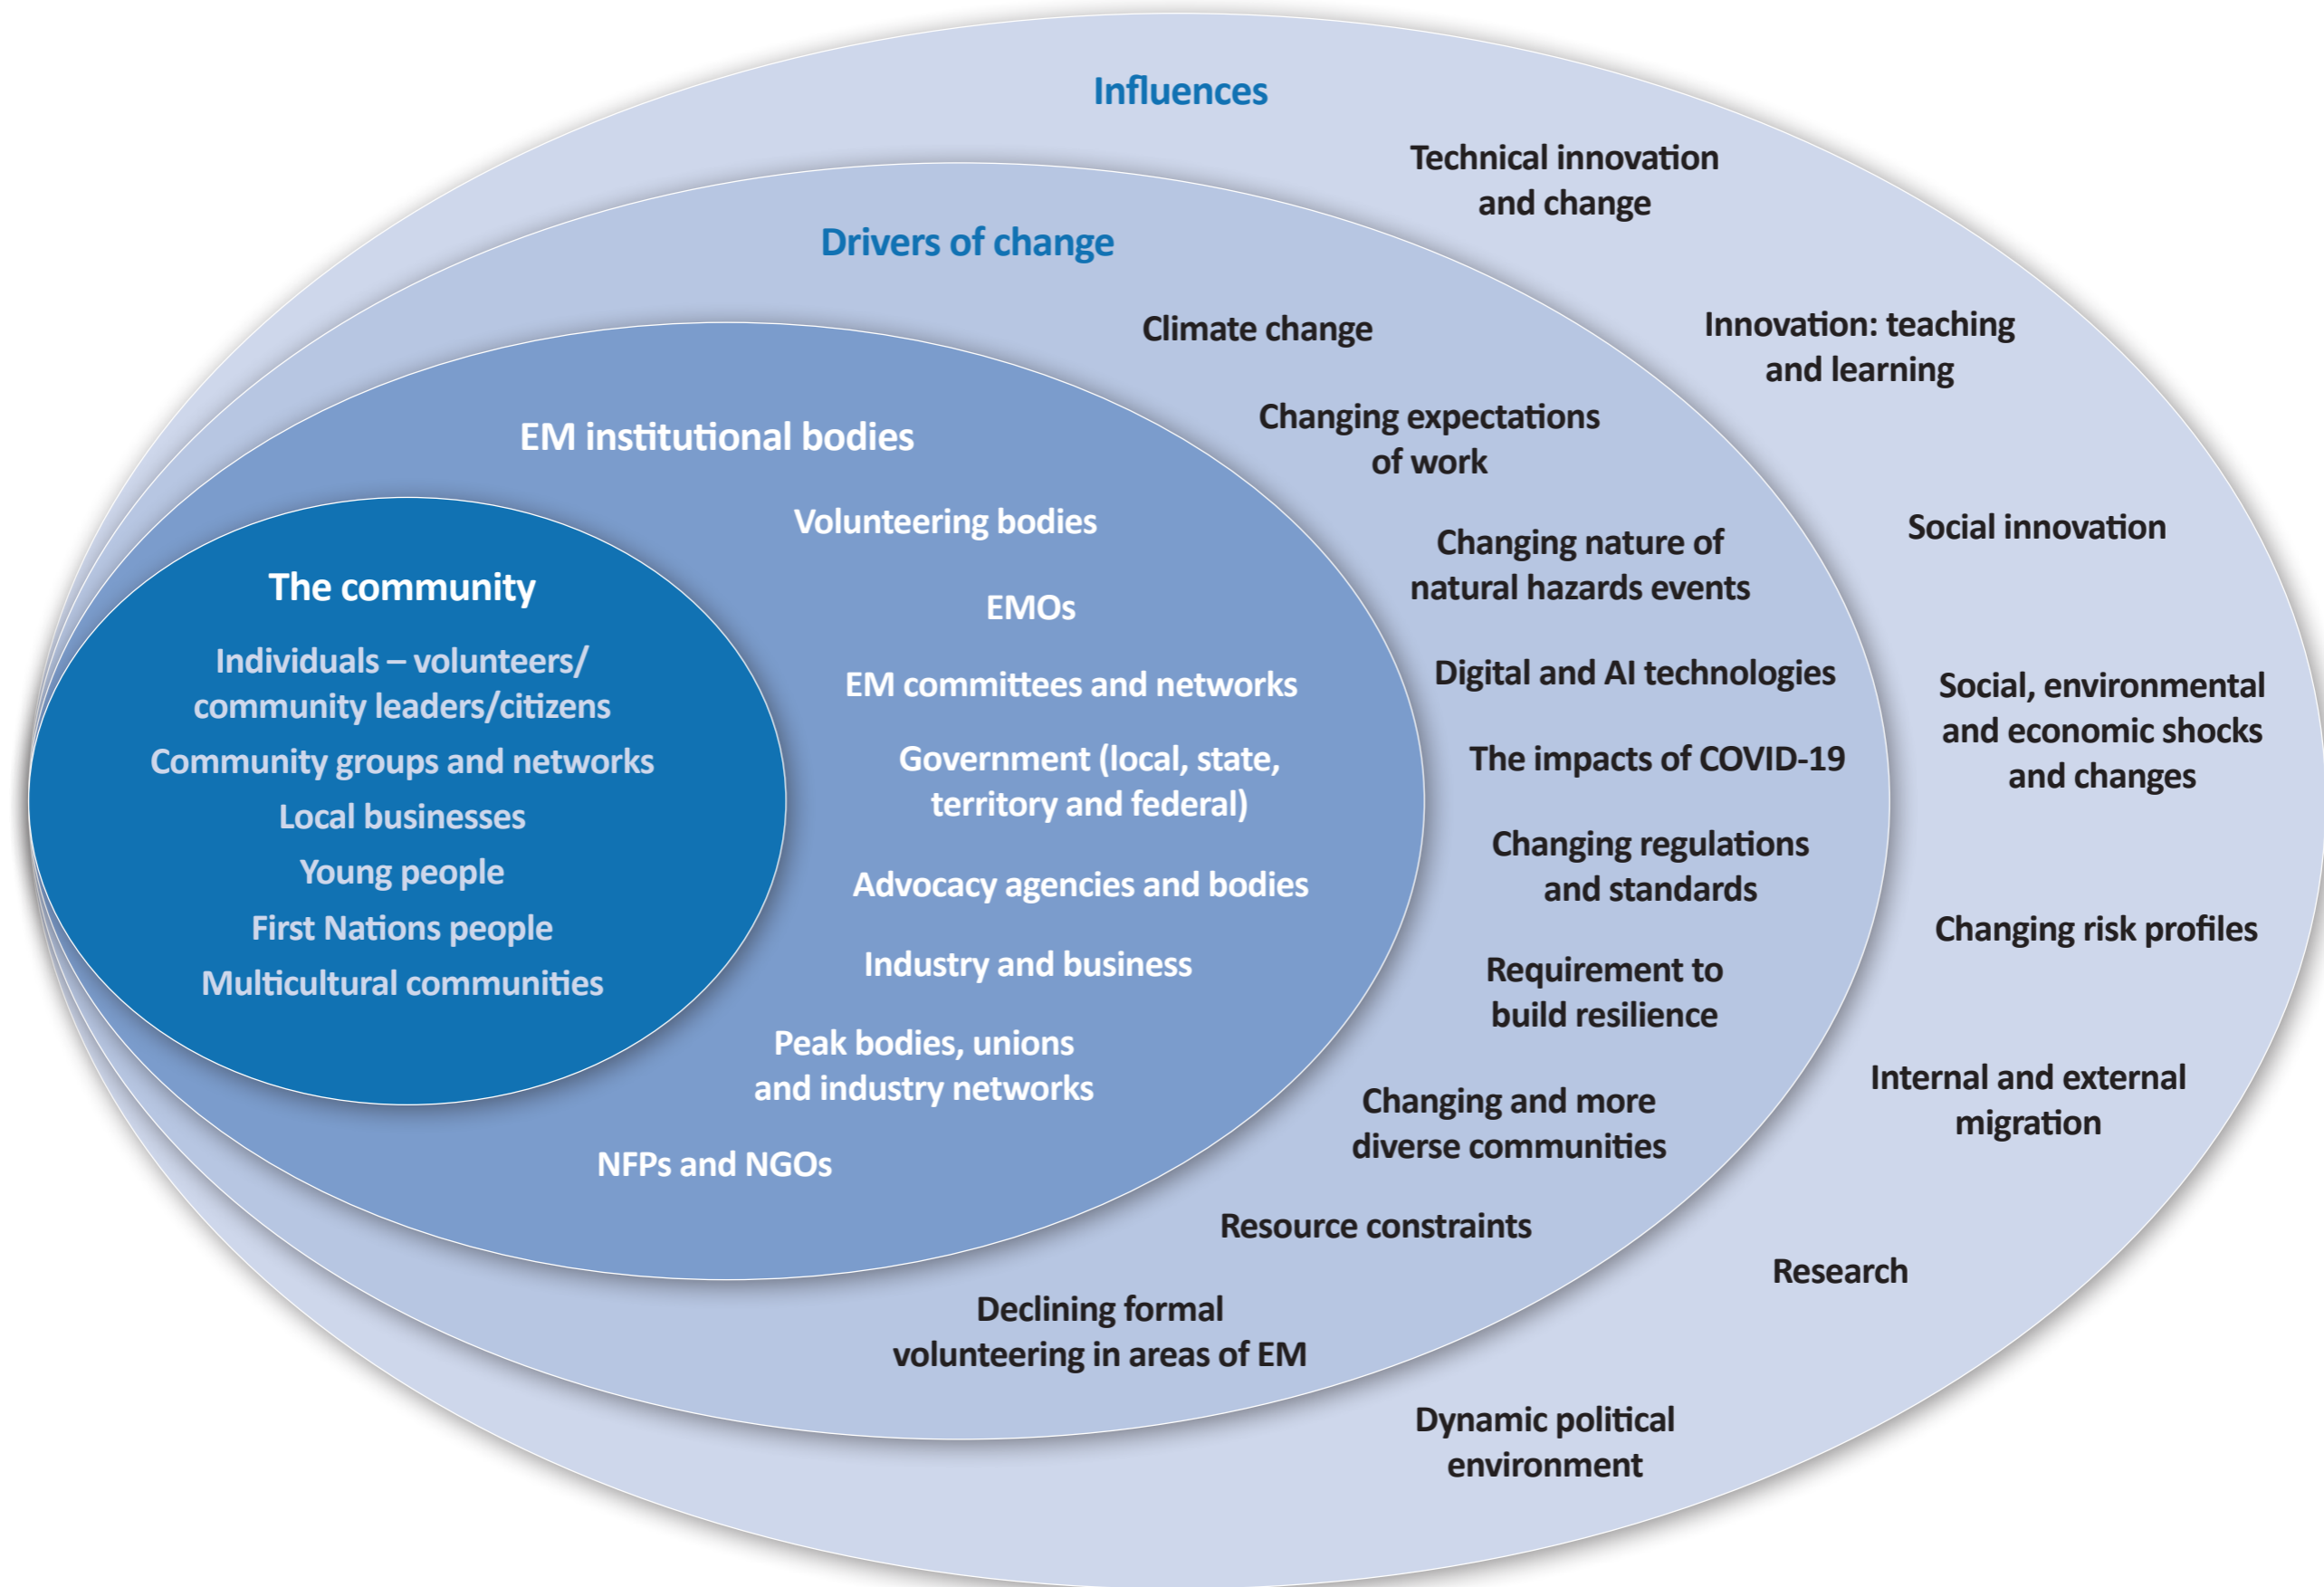 Influences
Technical innovation
and change
Innovation: teaching
and learning
Social innovation
Social, environmental
and economic shocks
and changes
Changing risk profiles
Internal and external
migration
Research
Dynamic political
environment
Drivers of change
Climate change
Changing expectations
of work
Changing nature of
natural hazards events
Digital and AI technologies
The impacts of COVID-19
Changing regulations
and standards
Requirement to
build resilience
Changing and more
diverse communities
Resource constraints
Declining formal
volunteering in areas of EM
EM institutional bodies
Volunteering bodies
EMOs
EM committees and networks
Government (local, state,
territory and federal)
Advocacy agencies and bodies
Industry and business
Peak bodies, unions
and industry networks
NFPs and NGOs
The community
Individuals – volunteers/
community leaders/citizens
Community groups and networks
Local businesses
Young people
First Nations people
Multicultural communities